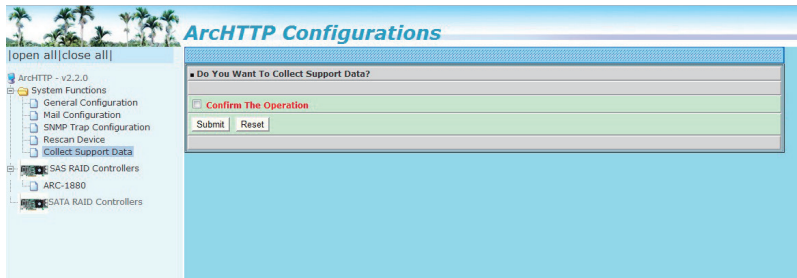 ArcHTTP Configurations
|open all|close all|
ArcHTTP - v2.2.0
System Functions
General Configuration
Mail Configuration
SNMP Trap Configuration
Rescan Device
Collect Support Data
SAS RAID Controllers
ARC-1880
SATA RAID Controllers
Do You Want To Collect Support Data?
Confirm The Operation
Submit Reset